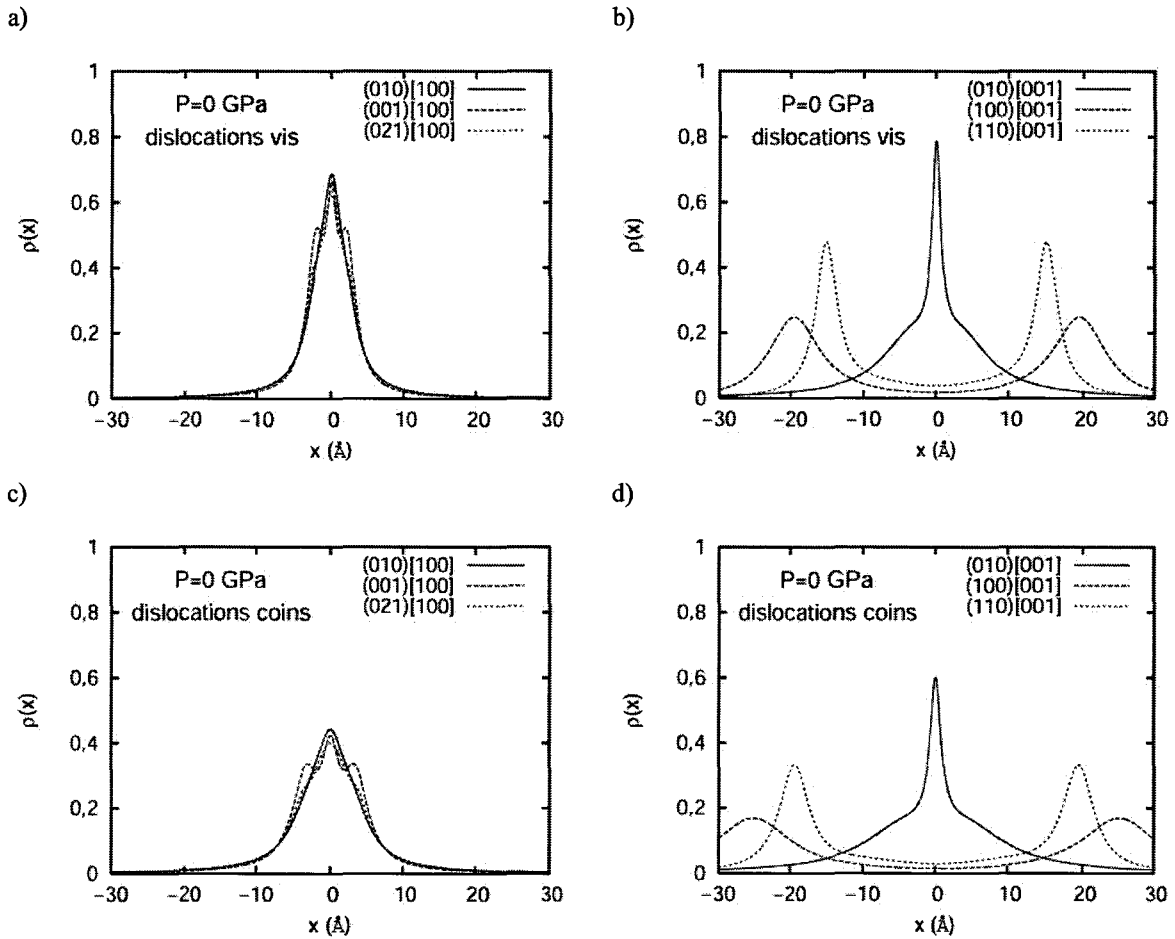 a)
1
0,8
0,6
0,4
0,2
0
ρ(x)
P=0 GPa
dislocations vis
(010)[100]
(001)[100]
(021)[100]
−30 −20 −10 0 10 20 30
x (Å)
b)
1
0,8
0,6
0,4
0,2
0
ρ(x)
P=0 GPa
dislocations vis
(010)[001]
(100)[001]
(110)[001]
−30 −20 −10 0 10 20 30
x (Å)
c)
1
0,8
0,6
0,4
0,2
0
ρ(x)
P=0 GPa
dislocations coins
(010)[100]
(001)[100]
(021)[100]
−30 −20 −10 0 10 20 30
x (Å)
d)
1
0,8
0,6
0,4
0,2
0
ρ(x)
P=0 GPa
dislocations coins
(010)[001]
(100)[001]
(110)[001]
−30 −20 −10 0 10 20 30
x (Å)